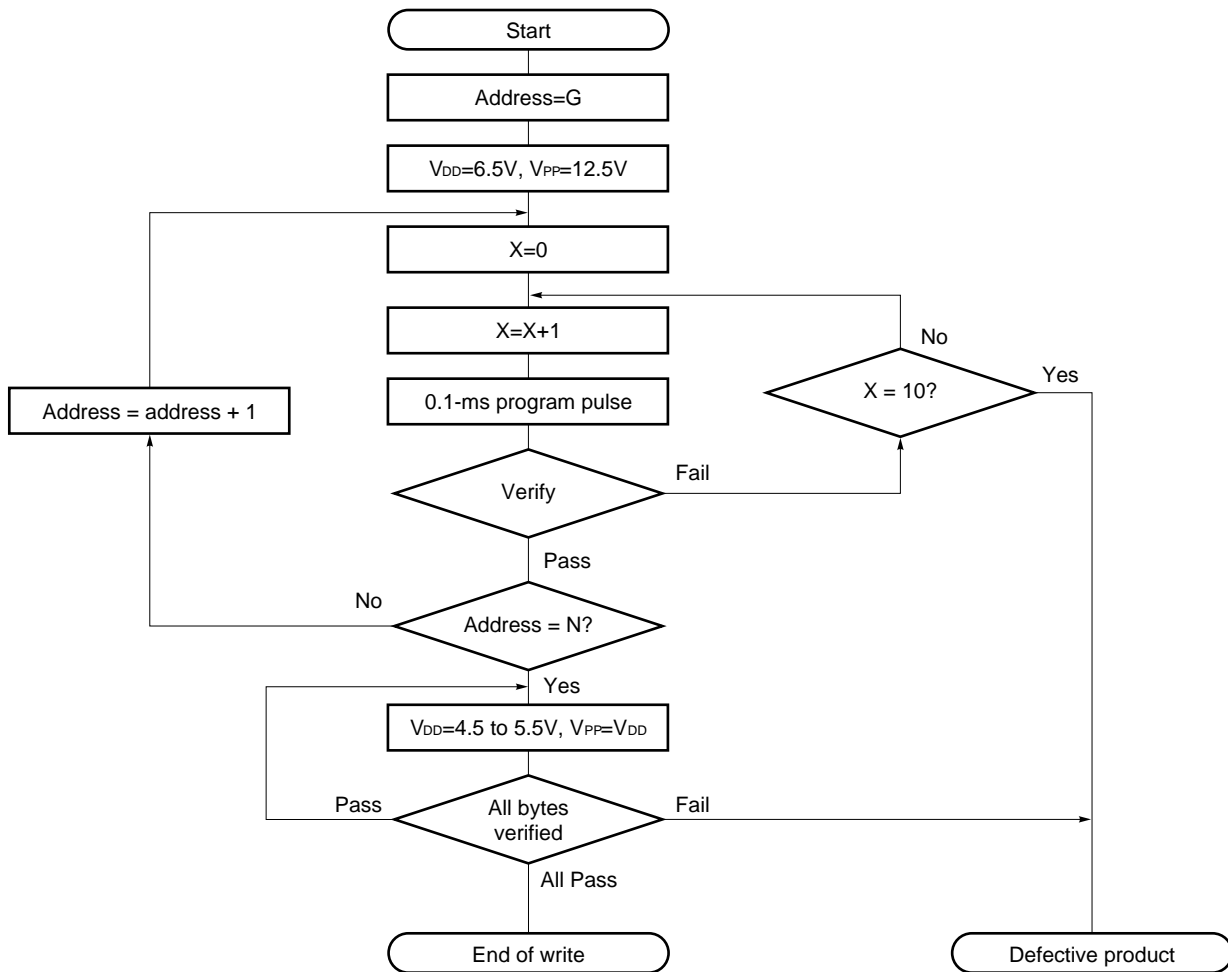 Start
Address=G
VDD=6.5V, VPP=12.5V
X=0
X=X+1
No
Yes
Address = address + 1
0.1-ms program pulse
X = 10?
Fail
Verify
Pass
No
Address = N?
Yes
VDD=4.5 to 5.5V, VPP=VDD
Pass
All bytes
verified
Fail
All Pass
End of write
Defective product